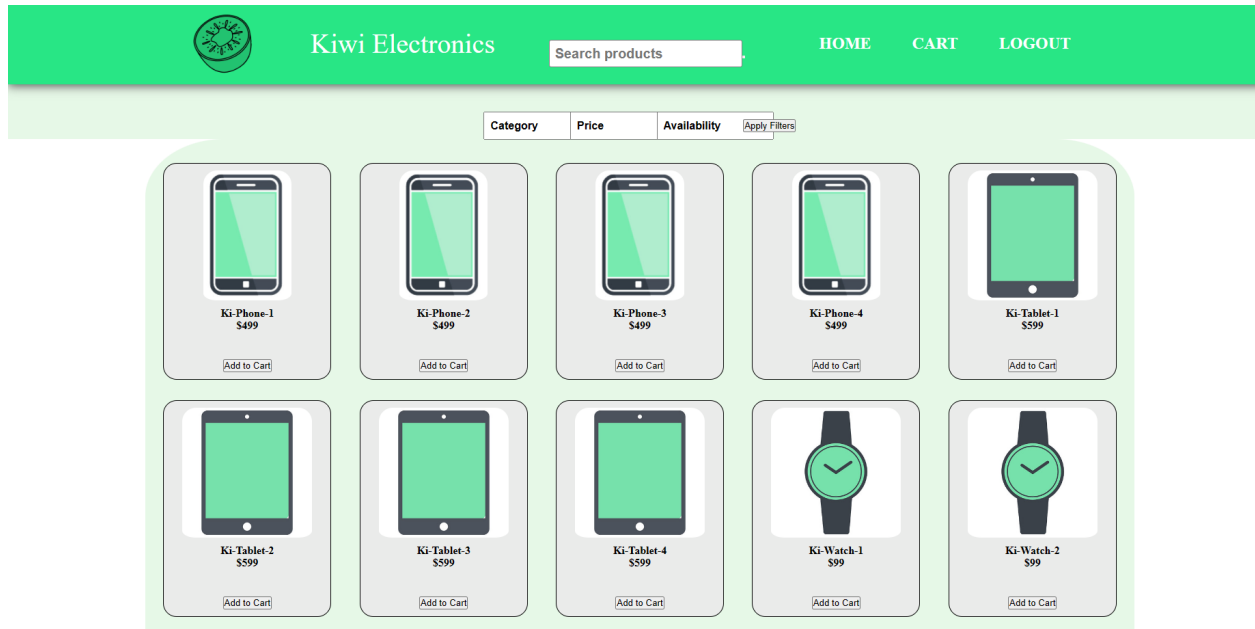 Kiwi Electronics
Search products
HOME CART LOGOUT
Category Price Availability Apply Filters
Ki-Phone-1 Ki-Phone-2 Ki-Phone-3 Ki-Phone-4 Ki-Tablet-1
$499 $499 $499 $499 $599
Add to Cart Add to Cart Add to Cart Add to Cart Add to Cart
Ki-Tablet-2 Ki-Tablet-3 Ki-Tablet-4 Ki-Watch-1 Ki-Watch-2
$599 $599 $599 $99 $99
Add to Cart Add to Cart Add to Cart Add to Cart Add to Cart